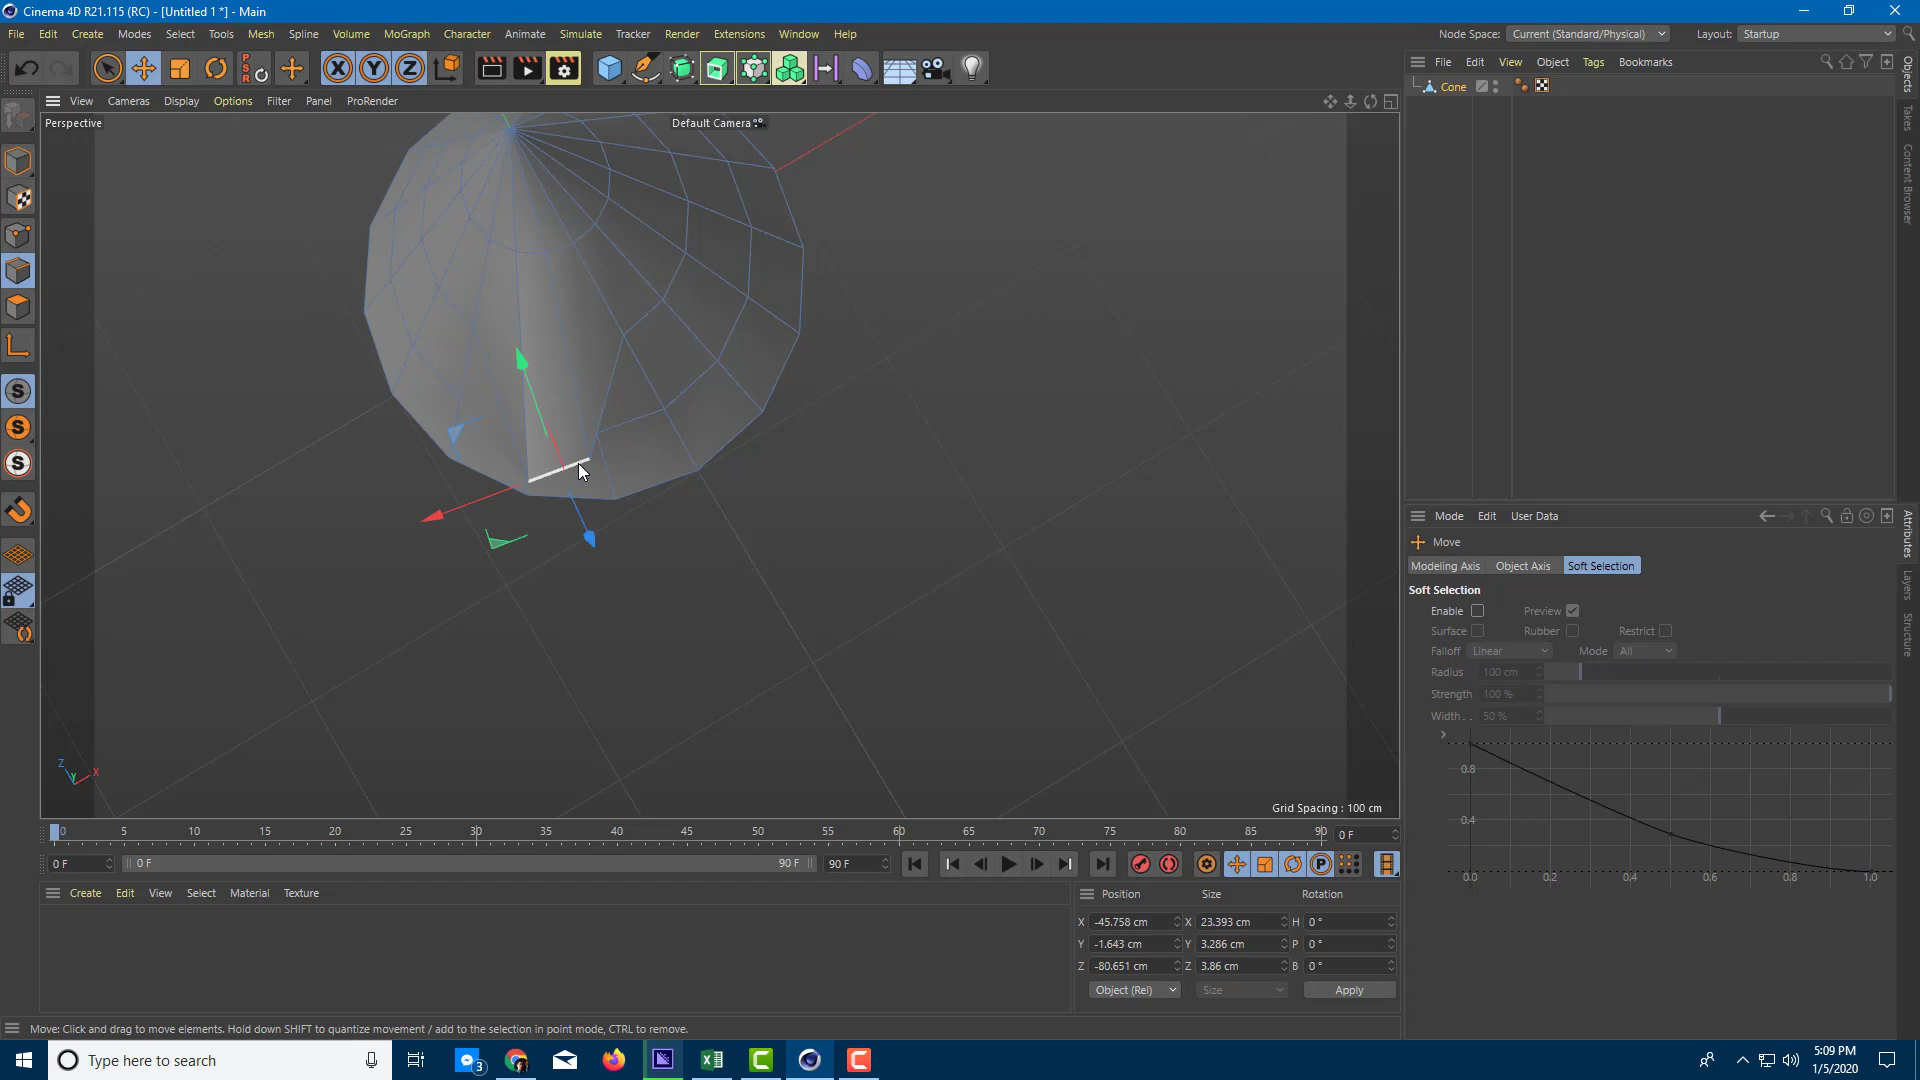 Cinema 4D R21.115 (RC) - [Untitled 1 *] - Main
File Edit Create Modes Select Tools Mesh Spline Volume MoGraph Character Animate Simulate Tracker Render Extensions Window Help Node Space: Current (Standard/Physical) Layout: Startup
X Y Z PSR
File Edit View Object Tags Bookmarks
Cone
View Cameras Display Options Filter Panel ProRender
Perspective
Default Camera
Objects
Takes
Content Browser
Attributes
Layers
Structure
Mode Edit User Data
Move
Modeling Axis Object Axis Soft Selection
Soft Selection
Enable Preview
Surface Rubber Restrict
Falloff Linear Mode All
Radius 100 cm
Strength 100 %
Width . . 50 %
0.8
0.4
0.0 0.2 0.4 0.6 0.8 1.0
Z Y X
Grid Spacing : 100 cm
0 5 10 15 20 25 30 35 40 45 50 55 60 65 70 75 80 85 90 0 F
0 F 0 F 90 F 90 F
Create Edit View Select Material Texture
Position Size Rotation
X -45.758 cm X 23.393 cm H 0 °
Y -1.643 cm Y 3.286 cm P 0 °
Z -80.651 cm Z 3.86 cm B 0 °
Object (Rel) Size Apply
Move: Click and drag to move elements. Hold down SHIFT to quantize movement / add to the selection in point mode, CTRL to remove.
Type here to search
3
5:09 PM
1/5/2020